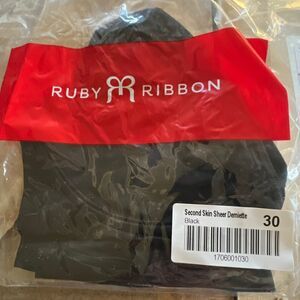 RUBY RIBBON
Second Skin Sheer Demiette 30
Black
1706001030